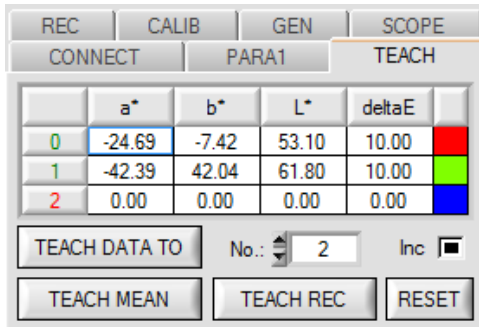 REC CALIB GEN SCOPE
CONNECT PARA1 TEACH
a* b* L* deltaE
0 -24.69 -7.42 53.10 10.00
1 -42.39 42.04 61.80 10.00
2 0.00 0.00 0.00 0.00
TEACH DATA TO No.: 2 Inc
TEACH MEAN TEACH REC RESET